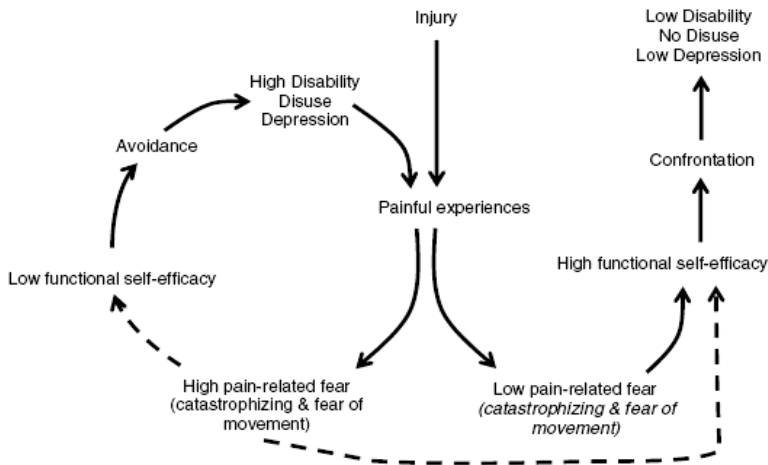 Injury
Low Disability
No Disuse
Low Depression
High Disability
Disuse
Depression
Avoidance
Confrontation
Painful experiences
Low functional self-efficacy
High functional self-efficacy
High pain-related fear
(catastrophizing & fear of
movement)
Low pain-related fear
(catastrophizing & fear of
movement)